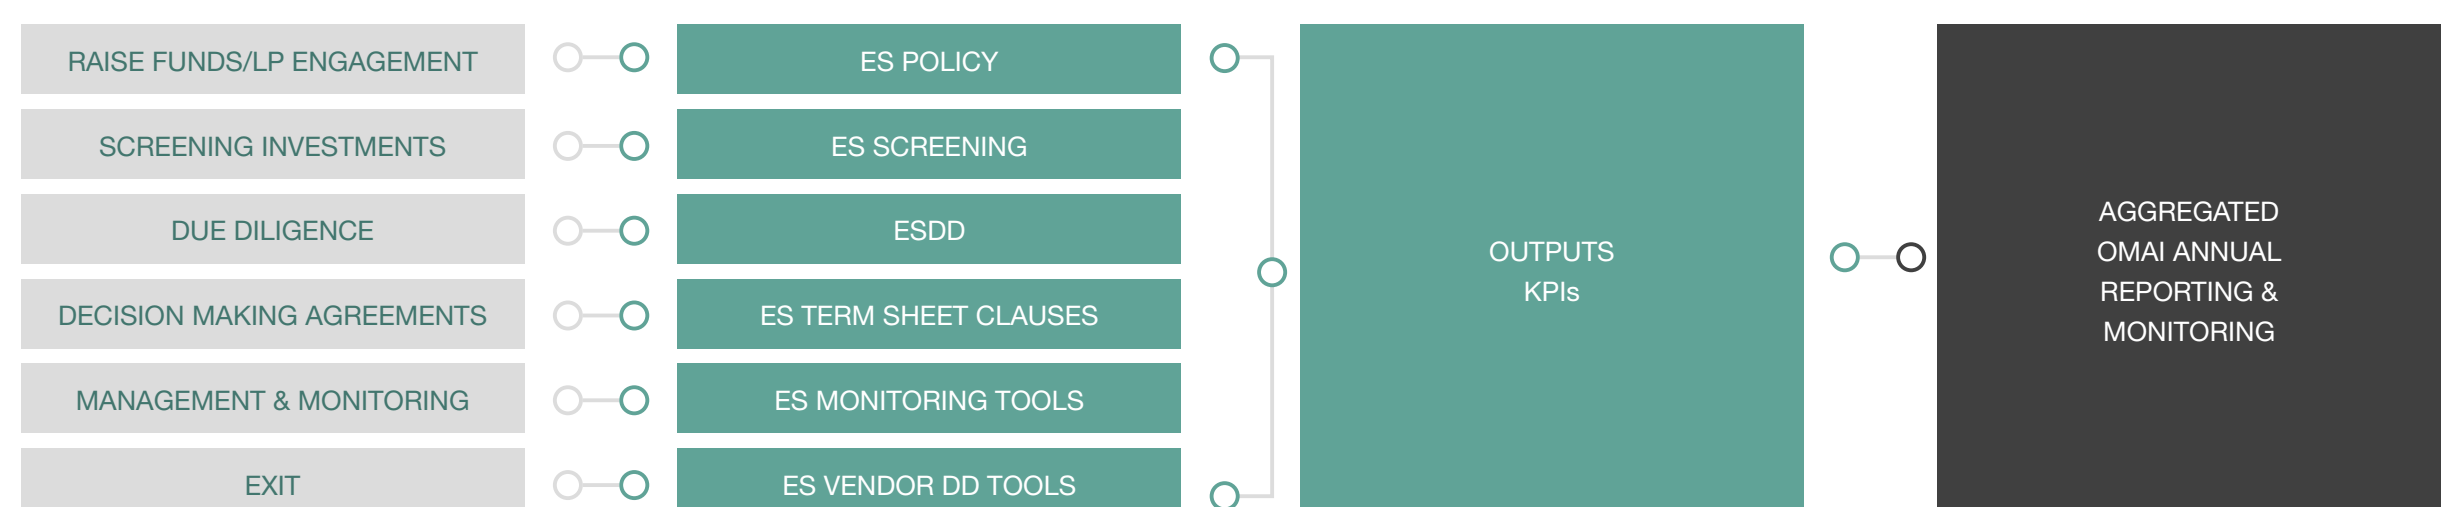 RAISE FUNDS/LP ENGAGEMENT
ES POLICY
SCREENING INVESTMENTS
ES SCREENING
DUE DILIGENCE
ESDD
DECISION MAKING AGREEMENTS
ES TERM SHEET CLAUSES
MANAGEMENT & MONITORING
ES MONITORING TOOLS
EXIT
ES VENDOR DD TOOLS
OUTPUTS
KPIs
AGGREGATED
OMAI ANNUAL
REPORTING &
MONITORING